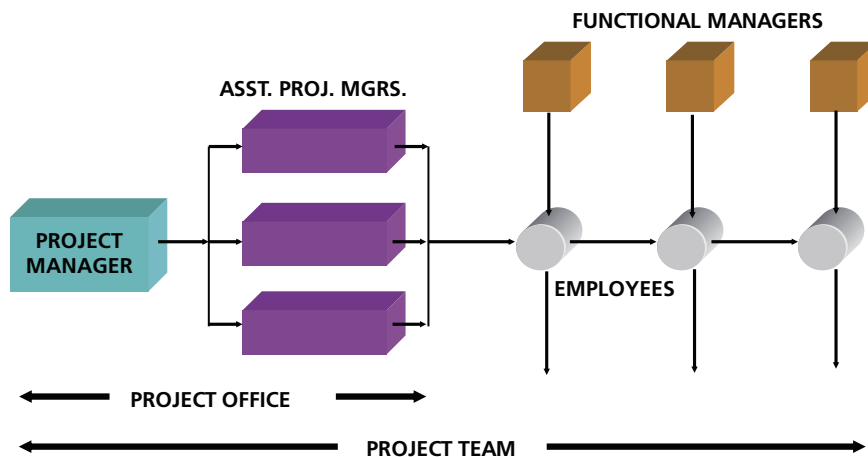 FUNCTIONAL MANAGERS
ASST. PROJ. MGRS.
PROJECT
MANAGER
EMPLOYEES
PROJECT OFFICE
PROJECT TEAM